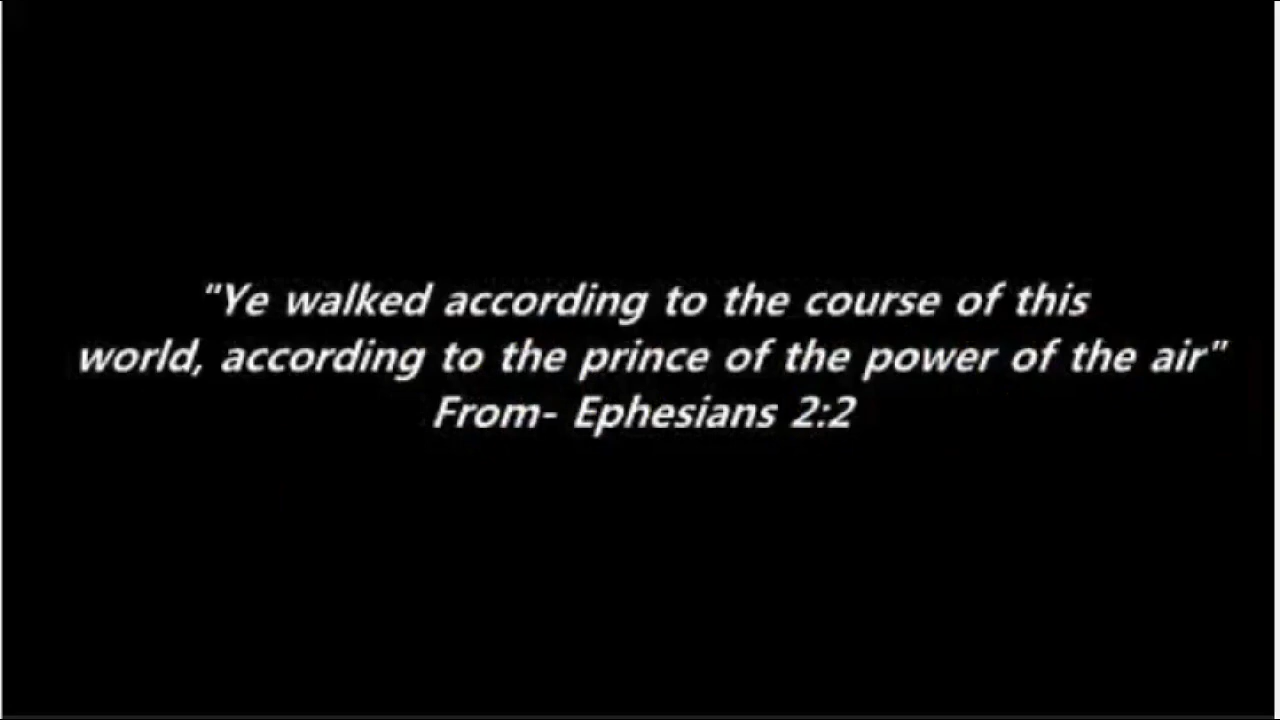 "Ye walked according to the course of this
world, according to the prince of the power of the air"
From- Ephesians 2:2